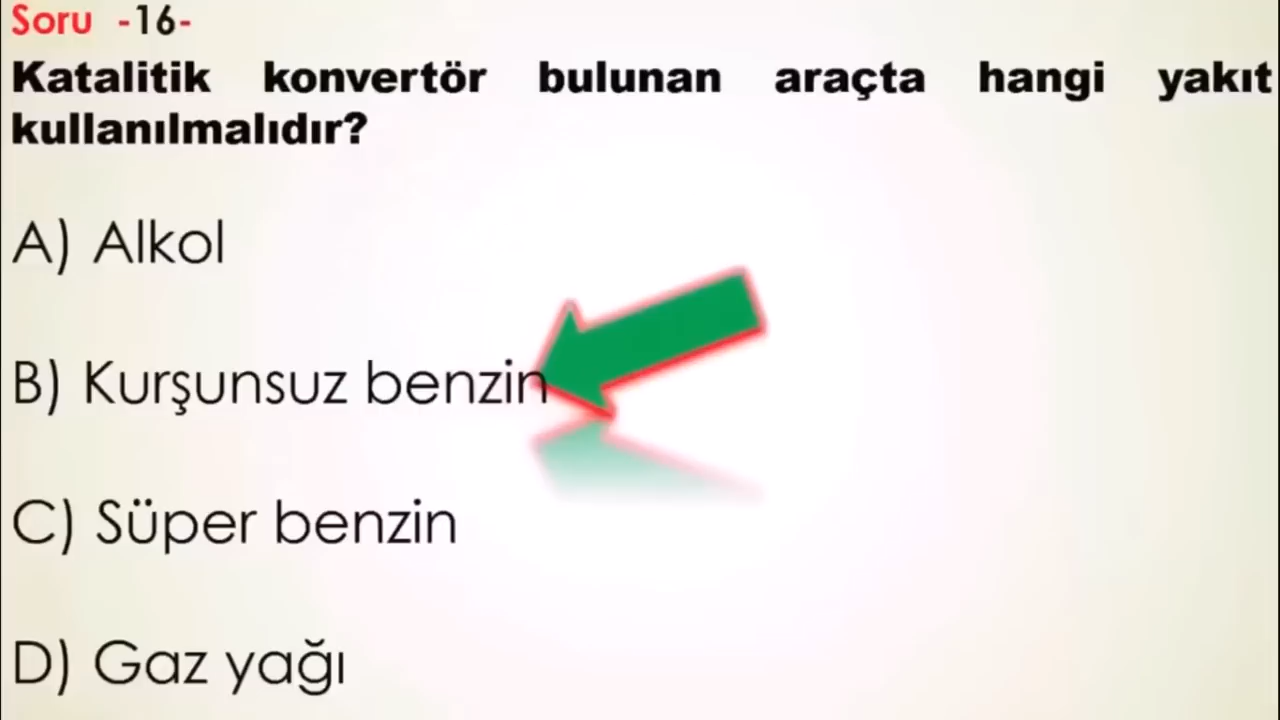 Soru -16-
Katalitik konvertör bulunan araçta hangi yakıt
kullanılmalıdır?
A) Alkol
B) Kurşunsuz benzin
C) Süper benzin
D) Gaz yağı